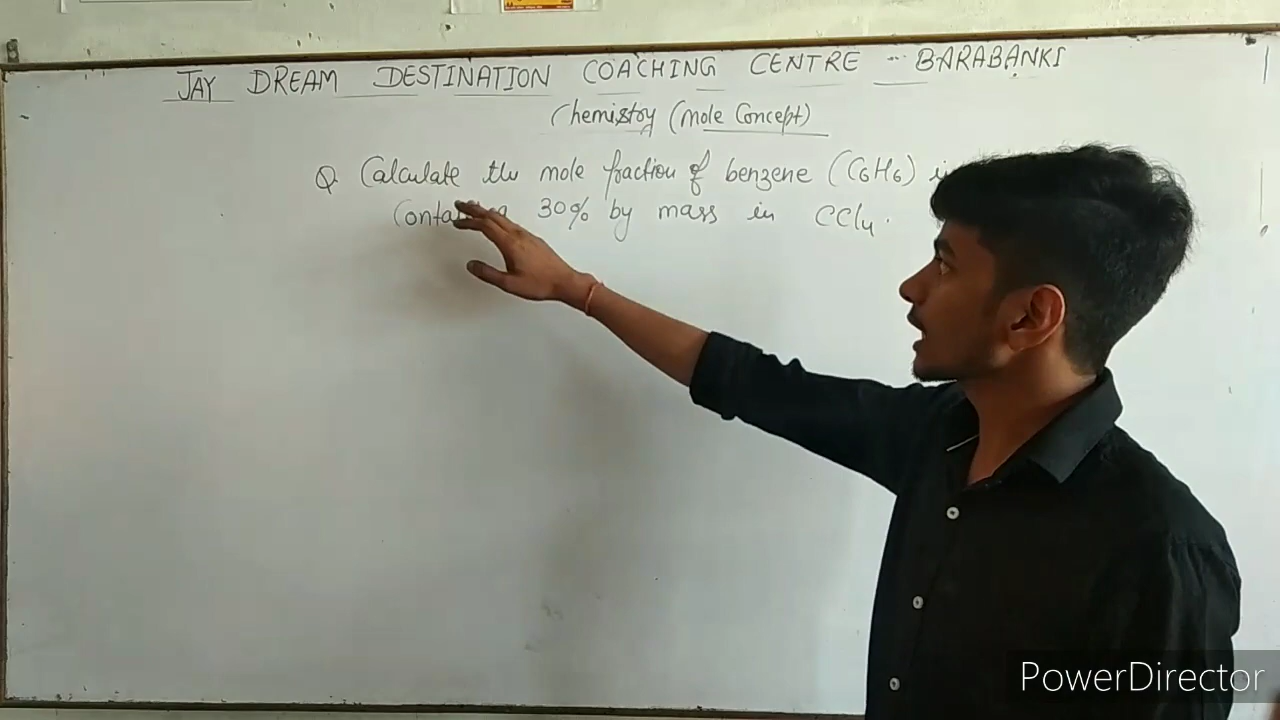 JAY DREAM DESTINATION COACHING CENTRE - BARABANKI
Chemistry (Mole Concept)
Q Calculate the mole fraction of benzene (C6H6)
30% by mass in CCl4.
PowerDirector